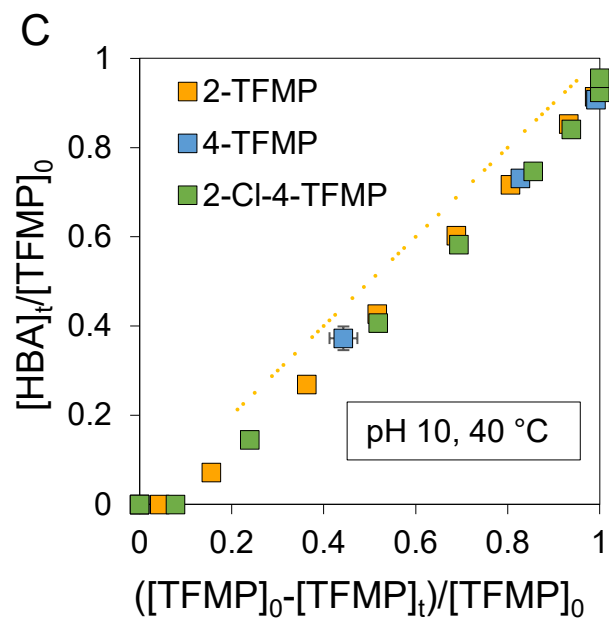 C
1
0.8
0.6
0.4
0.2
0
0
0.2
0.4
0.6
0.8
1
2-TFMP
4-TFMP
2-Cl-4-TFMP
pH 10, 40 °C
[HBA]t/[TFMP]0
([TFMP]0-[TFMP]t)/[TFMP]0